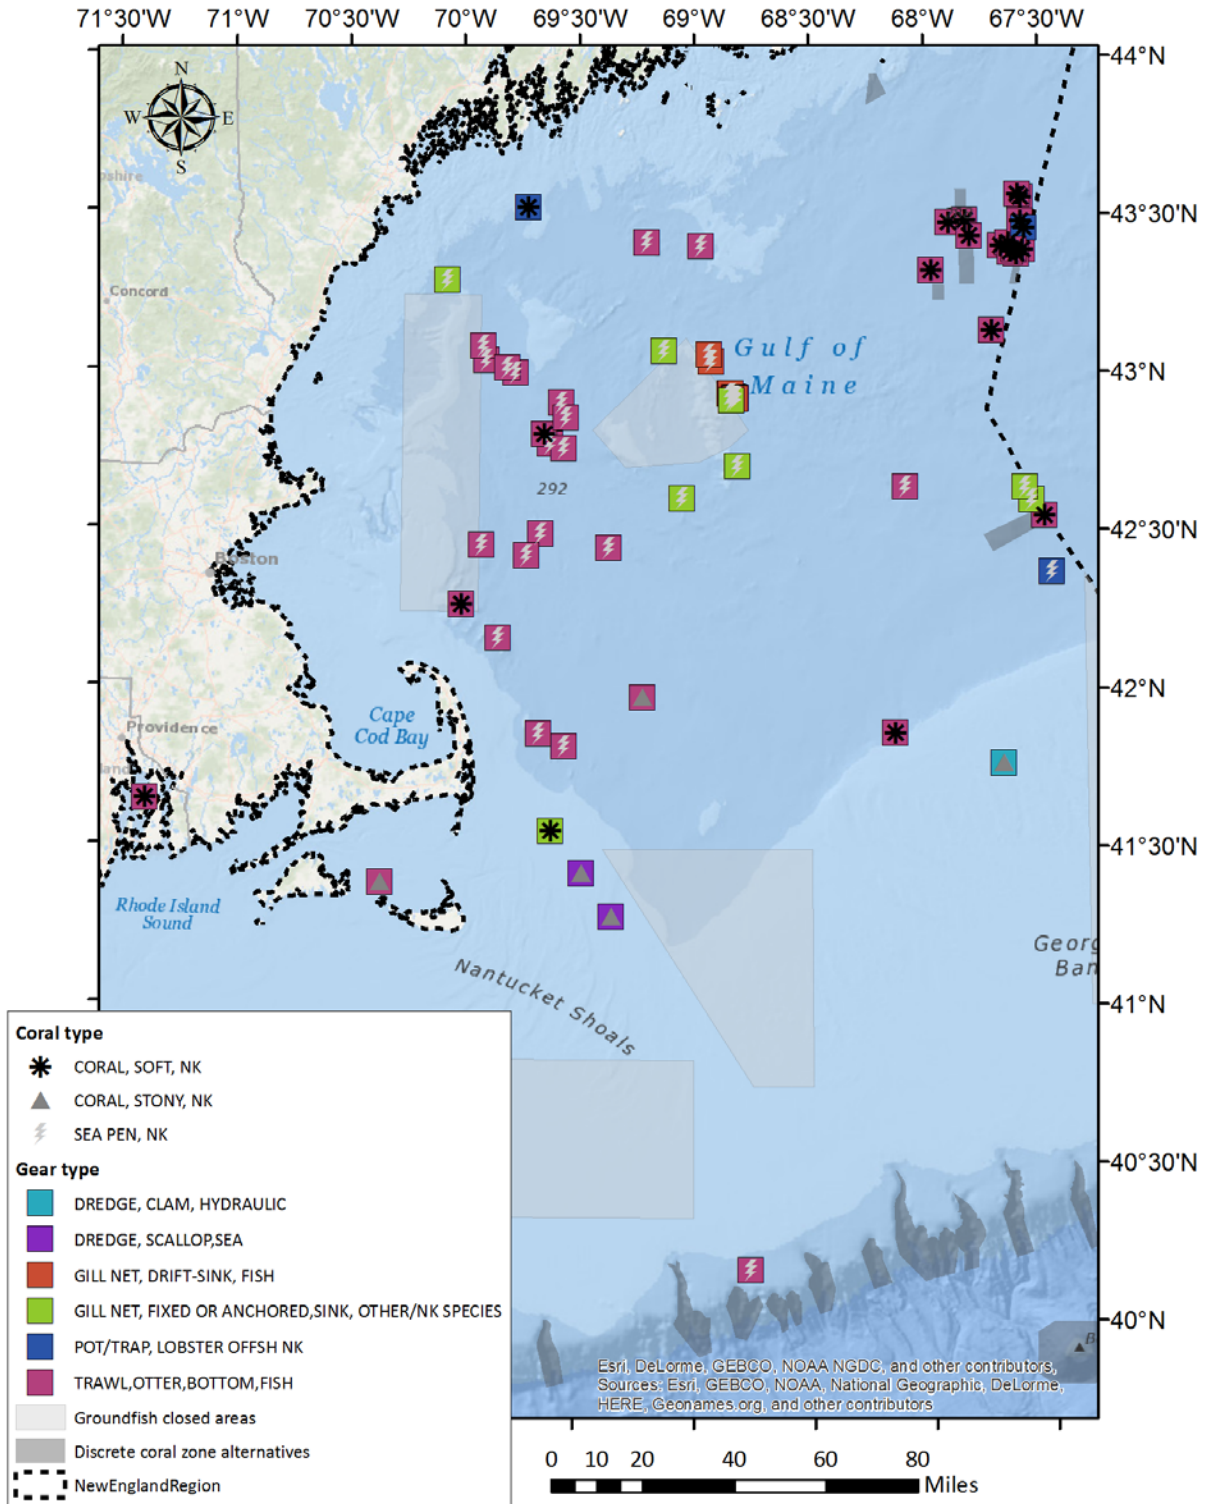 71°30'W 71°W 70°30'W 70°W 69°30'W 69°W 68°30'W 68°W 67°30'W
44°N
N
W E
S
pshire
43°30'N
Concord
Gulf of
Maine
43°N
292
42°30'N
Boston
42°N
Cape
Cod Bay
Providence
land
41°30'N
Rhode Island
Sound
Georg
Ban
Nantucket Shoals
41°N
40°30'N
40°N
B
Coral type
CORAL, SOFT, NK
CORAL, STONY, NK
SEA PEN, NK
Gear type
DREDGE, CLAM, HYDRAULIC
DREDGE, SCALLOP,SEA
GILL NET, DRIFT-SINK, FISH
GILL NET, FIXED OR ANCHORED,SINK, OTHER/NK SPECIES
POT/TRAP, LOBSTER OFFSH NK
TRAWL,OTTER,BOTTOM,FISH
Groundfish closed areas
Discrete coral zone alternatives
NewEnglandRegion
Esri, DeLorme, GEBCO, NOAA NGDC, and other contributors,
Sources: Esri, GEBCO, NOAA, National Geographic, DeLorme,
HERE, Geonames.org, and other contributors
0 10 20 40 60 80
Miles